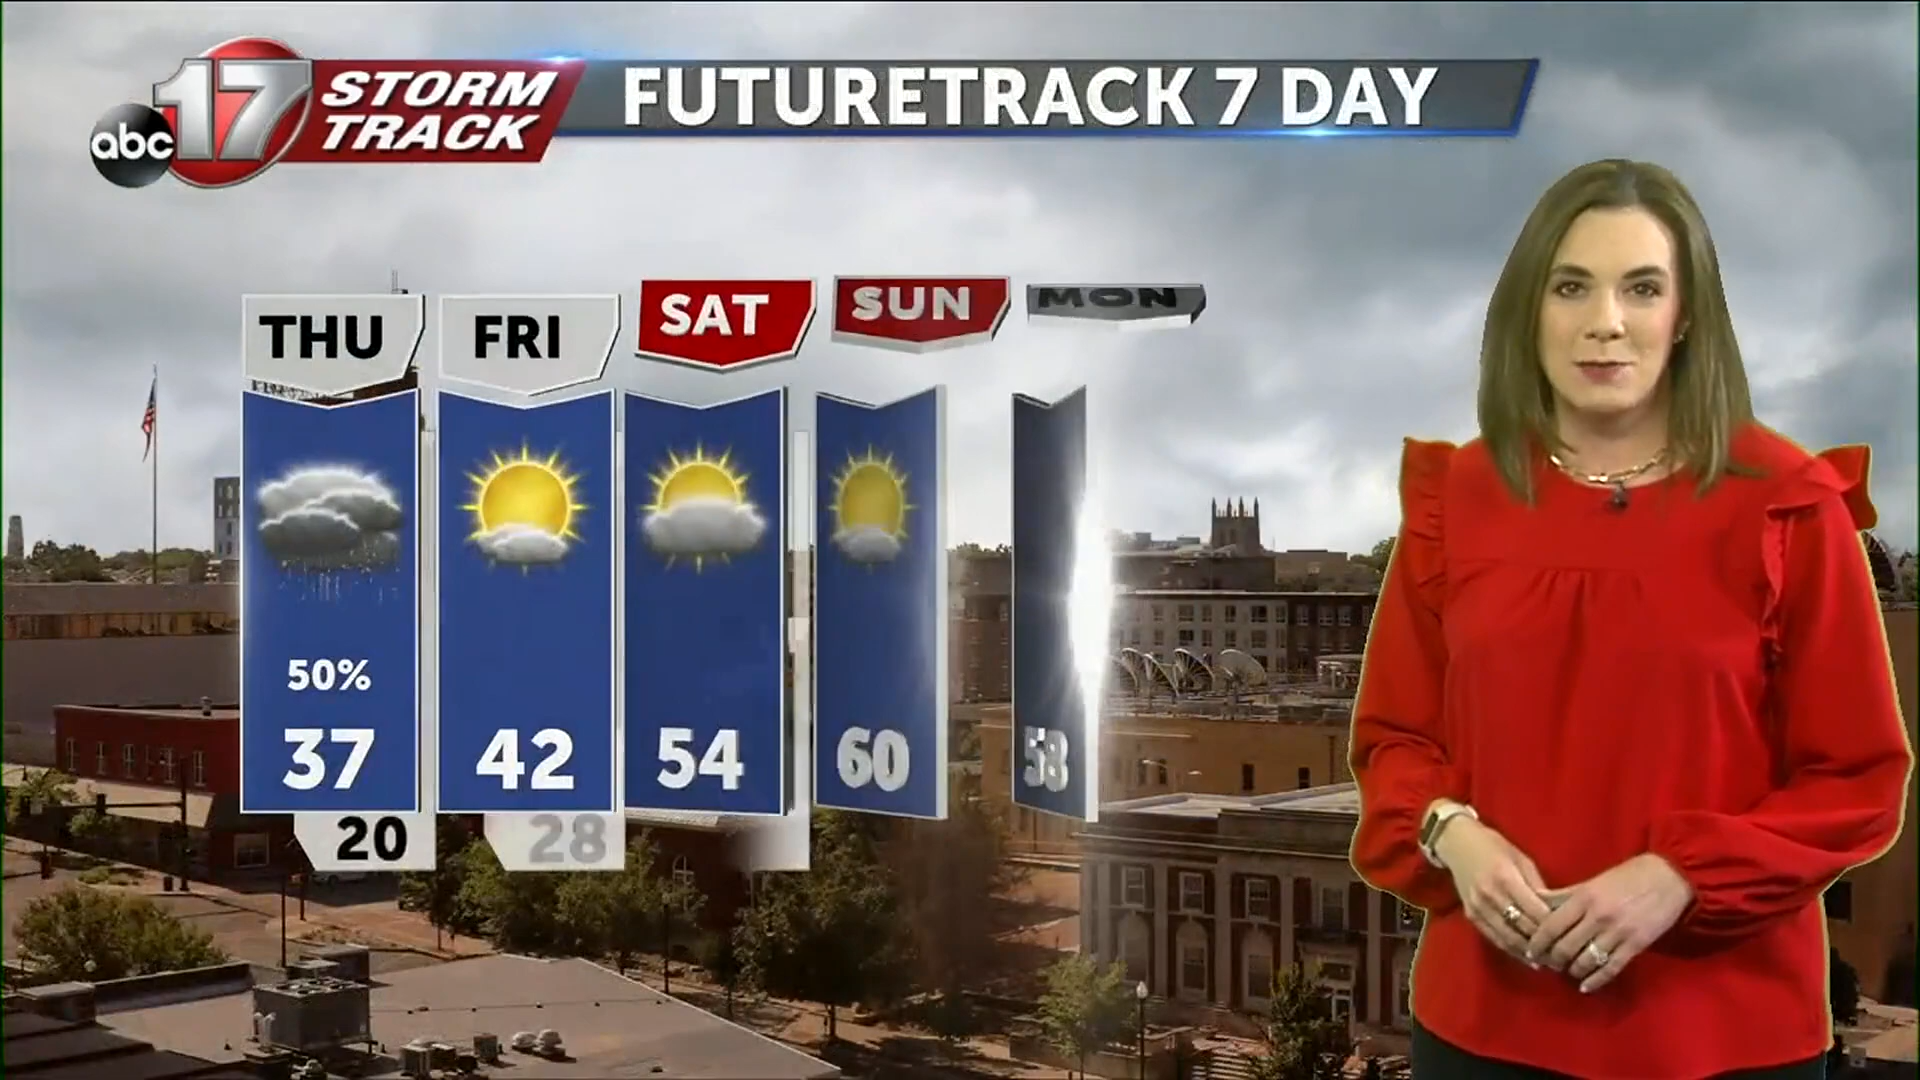 abc 17 STORM TRACK
FUTURETRACK 7 DAY
THU FRI SAT SUN MON
50%
37 42 54 60 58
20 28